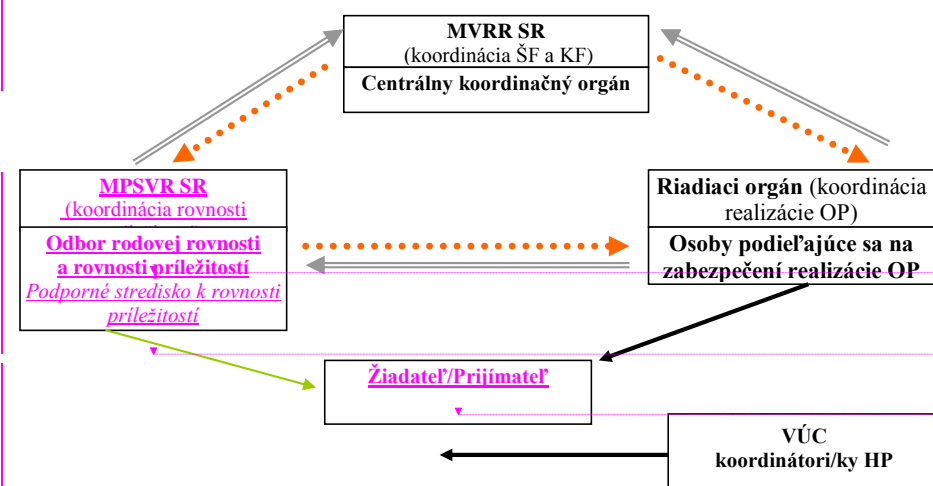 MVRR SR
(koordinácia ŠF a KF)
Centrálny koordinačný orgán
MPSVR SR
(koordinácia rovnosti
Odbor rodovej rovnosti
a rovnosti príležitostí
Podporné stredisko k rovnosti
príležitostí
Riadiaci orgán (koordinácia
realizácie OP)
Osoby podieľajúce sa na
zabezpečení realizácie OP
Žiadateľ/Prijímateľ
VÚC
koordinátori/ky HP